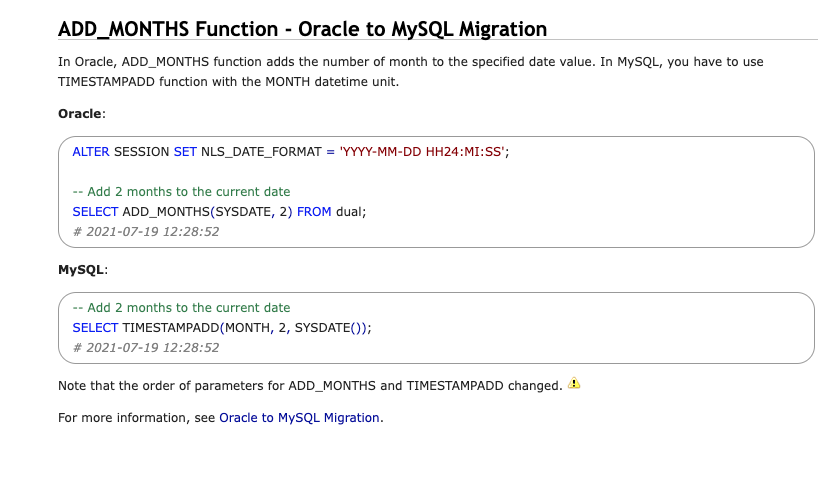 ADD_MONTHS Function - Oracle to MySQL Migration
In Oracle, ADD_MONTHS function adds the number of month to the specified date value. In MySQL, you have to use
TIMESTAMPADD function with the MONTH datetime unit.
Oracle:
ALTER SESSION SET NLS_DATE_FORMAT = 'YYYY-MM-DD HH24:MI:SS';
-- Add 2 months to the current date
SELECT ADD_MONTHS(SYSDATE, 2) FROM dual;
# 2021-07-19 12:28:52
MySQL:
-- Add 2 months to the current date
SELECT TIMESTAMPADD(MONTH, 2, SYSDATE());
# 2021-07-19 12:28:52
Note that the order of parameters for ADD_MONTHS and TIMESTAMPADD changed.
For more information, see Oracle to MySQL Migration.